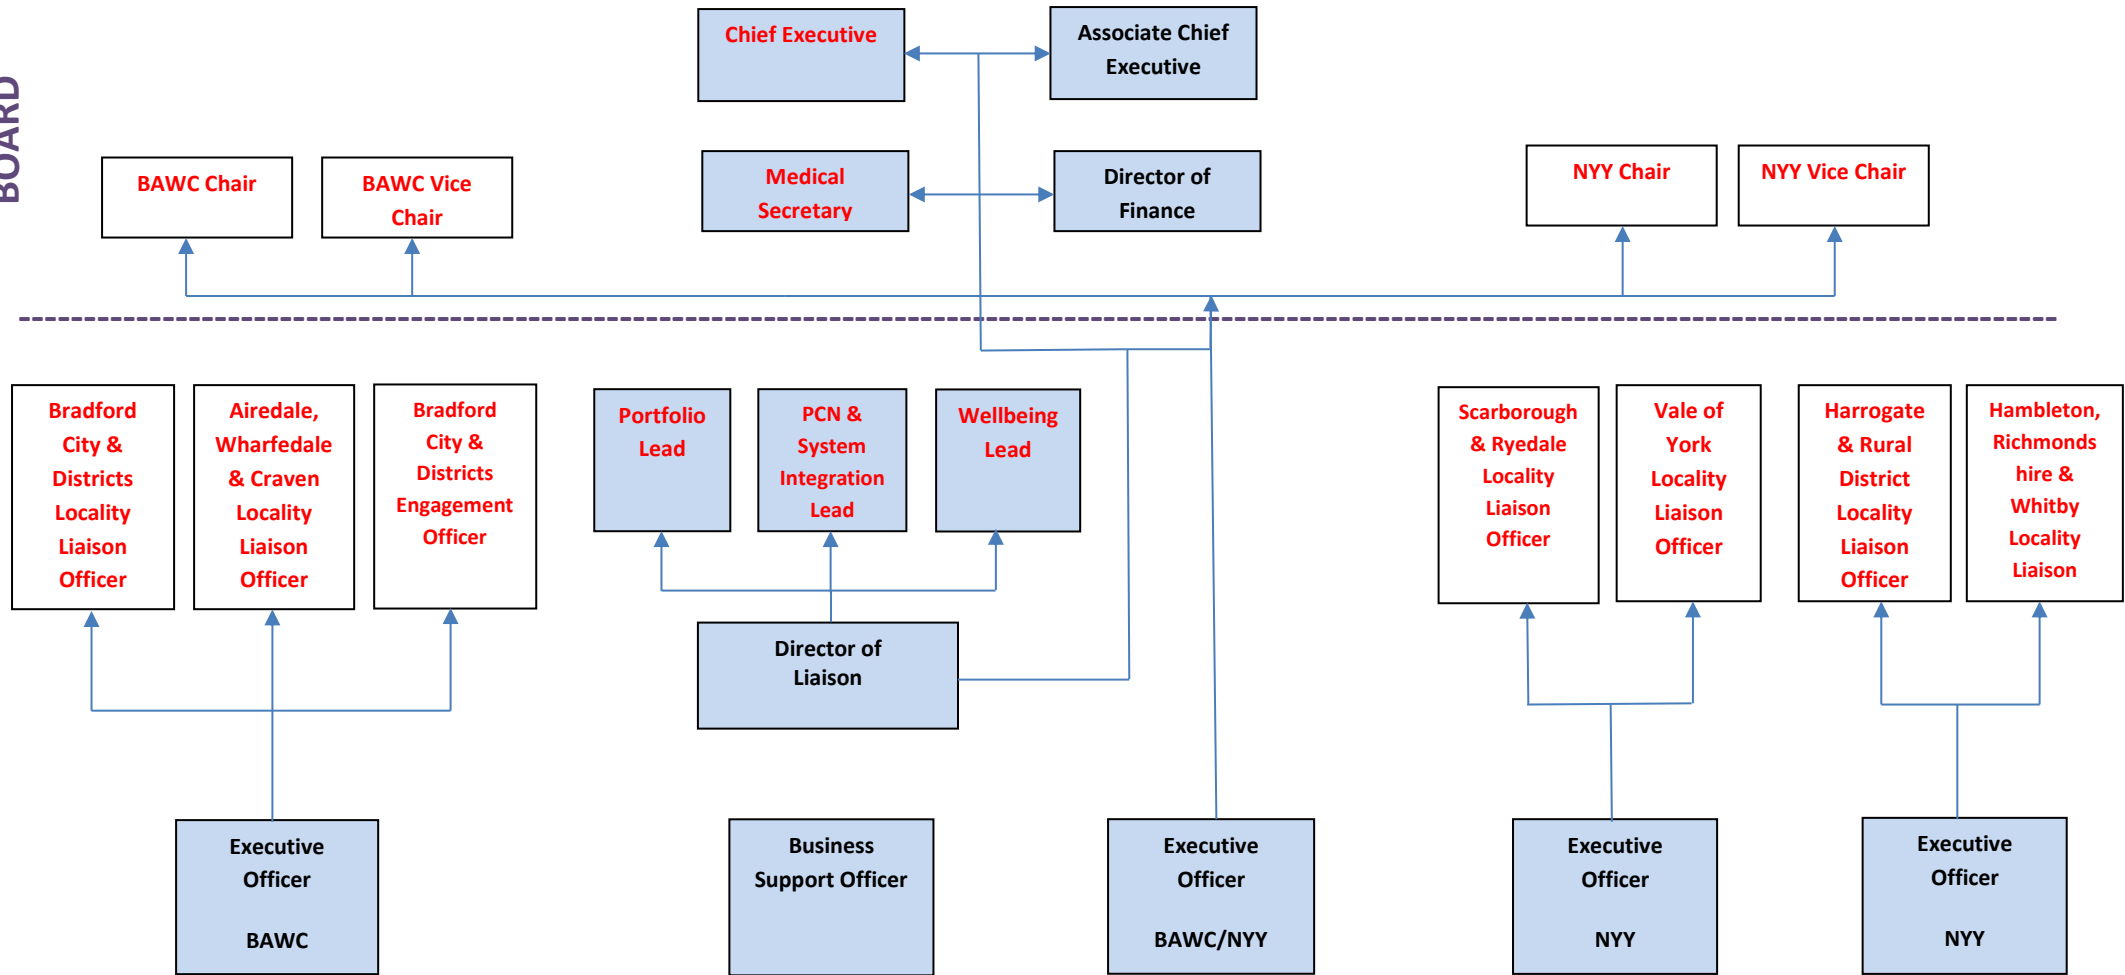 BOARD
Chief Executive
Associate Chief
Executive
BAWC Chair
BAWC Vice
Chair
Medical
Secretary
Director of
Finance
NYY Chair
NYY Vice Chair
Bradford
City &
Districts
Locality
Liaison
Officer
Airedale,
Wharfedale
& Craven
Locality
Liaison
Officer
Bradford
City &
Districts
Engagement
Officer
Portfolio
Lead
PCN &
System
Integration
Lead
Wellbeing
Lead
Scarborough
& Ryedale
Locality
Liaison
Officer
Vale of
York
Locality
Liaison
Officer
Harrogate
& Rural
District
Locality
Liaison
Officer
Hambleton,
Richmonds
hire &
Whitby
Locality
Liaison
Director of
Liaison
Executive
Officer
BAWC
Business
Support Officer
Executive
Officer
BAWC/NYY
Executive
Officer
NYY
Executive
Officer
NYY